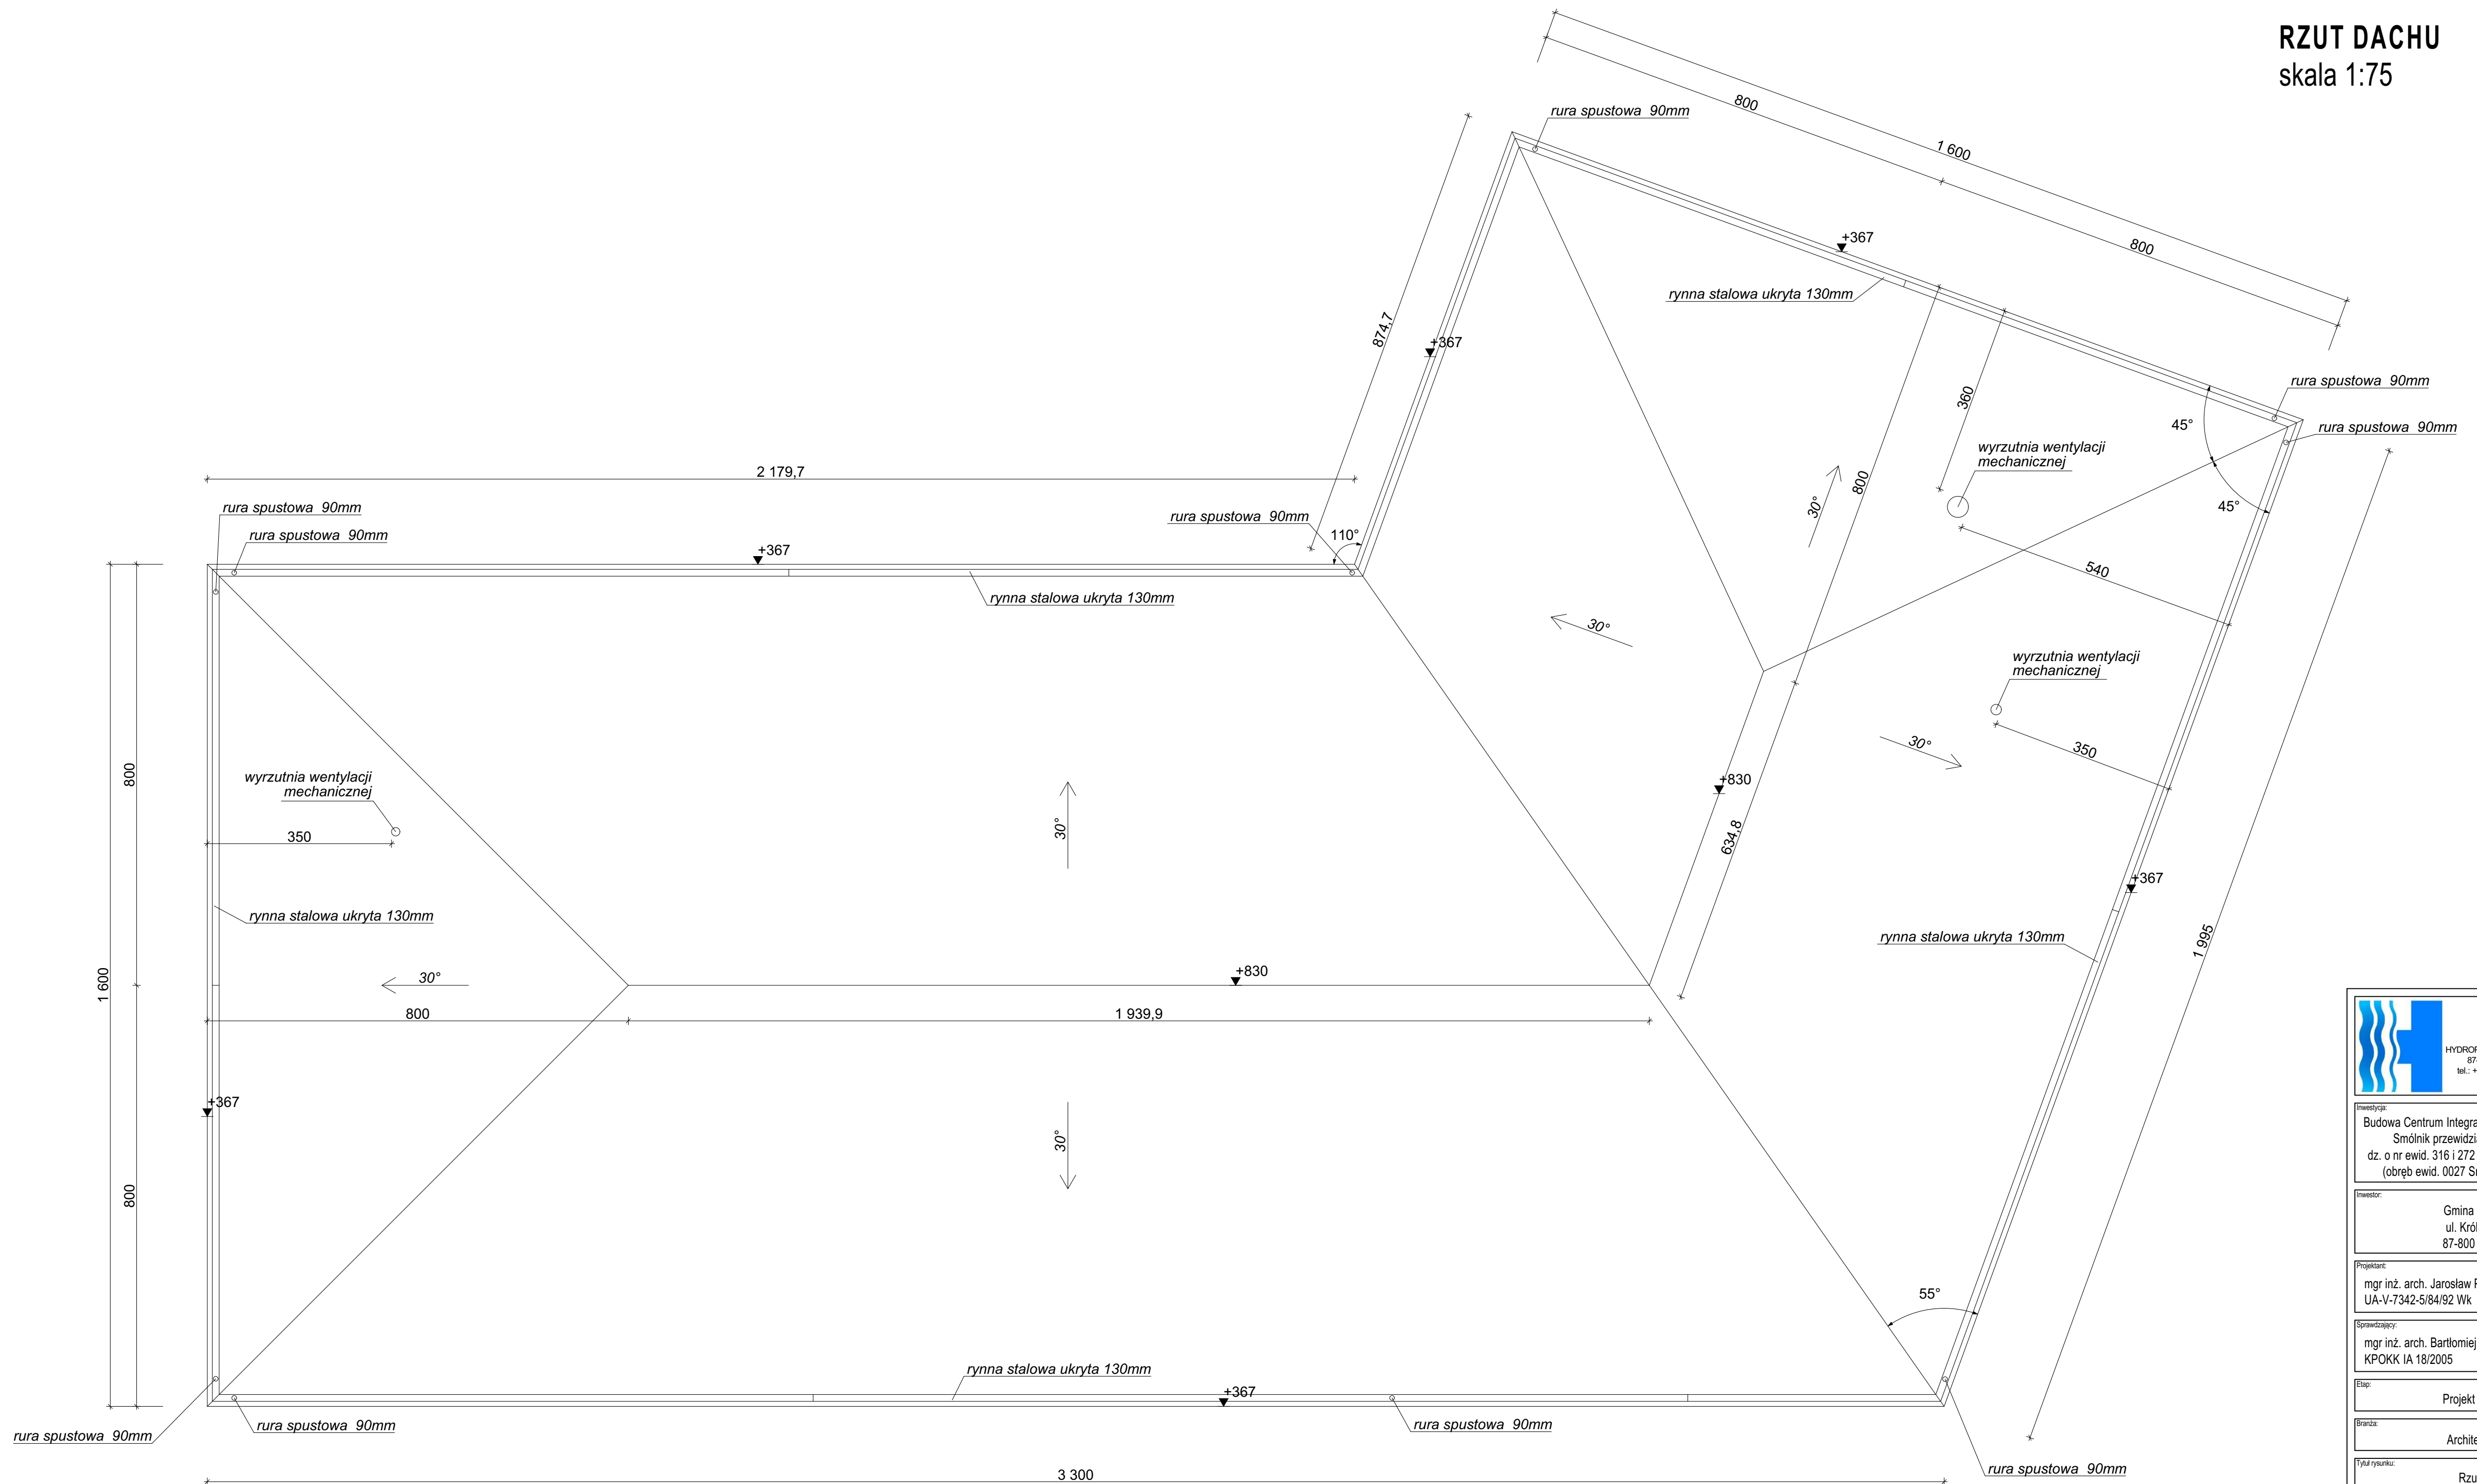 RZUT DACHU
skala 1:75
800
1 600
rura spustowa 90mm
+367
800
rynna stalowa ukryta 130mm
874,7
+367
rura spustowa 90mm
360
45°
rura spustowa 90mm
wyrzutnia wentylacji
mechanicznej
2 179,7
800
30°
45°
rura spustowa 90mm
rura spustowa 90mm
rura spustowa 90mm
110°
+367
540
rynna stalowa ukryta 130mm
30°
wyrzutnia wentylacji
mechanicznej
800
wyrzutnia wentylacji
mechanicznej
30°
350
+830
350
30°
634,8
+367
rynna stalowa ukryta 130mm
rynna stalowa ukryta 130mm
1 995
1 600
30°
+830
800
1 939,9
HYDROP
87-
tel.: +
+367
30°
Inwestycja:
Budowa Centrum Integra
Smólnik przewidzia
dz. o nr ewid. 316 i 272
(obręb ewid. 0027 S
800
Inwestor:
Gmina
ul. Król
87-800
Projektant:
mgr inż. arch. Jarosław
UA-V-7342-5/84/92 Wk
55°
Sprawdzający:
mgr inż. arch. Bartłomiej
KPOKK IA 18/2005
rynna stalowa ukryta 130mm
+367
Etap:
Projekt
rura spustowa 90mm
rura spustowa 90mm
rura spustowa 90mm
Branża:
Archite
Tytuł rysunku:
Rzu
3 300
rura spustowa 90mm